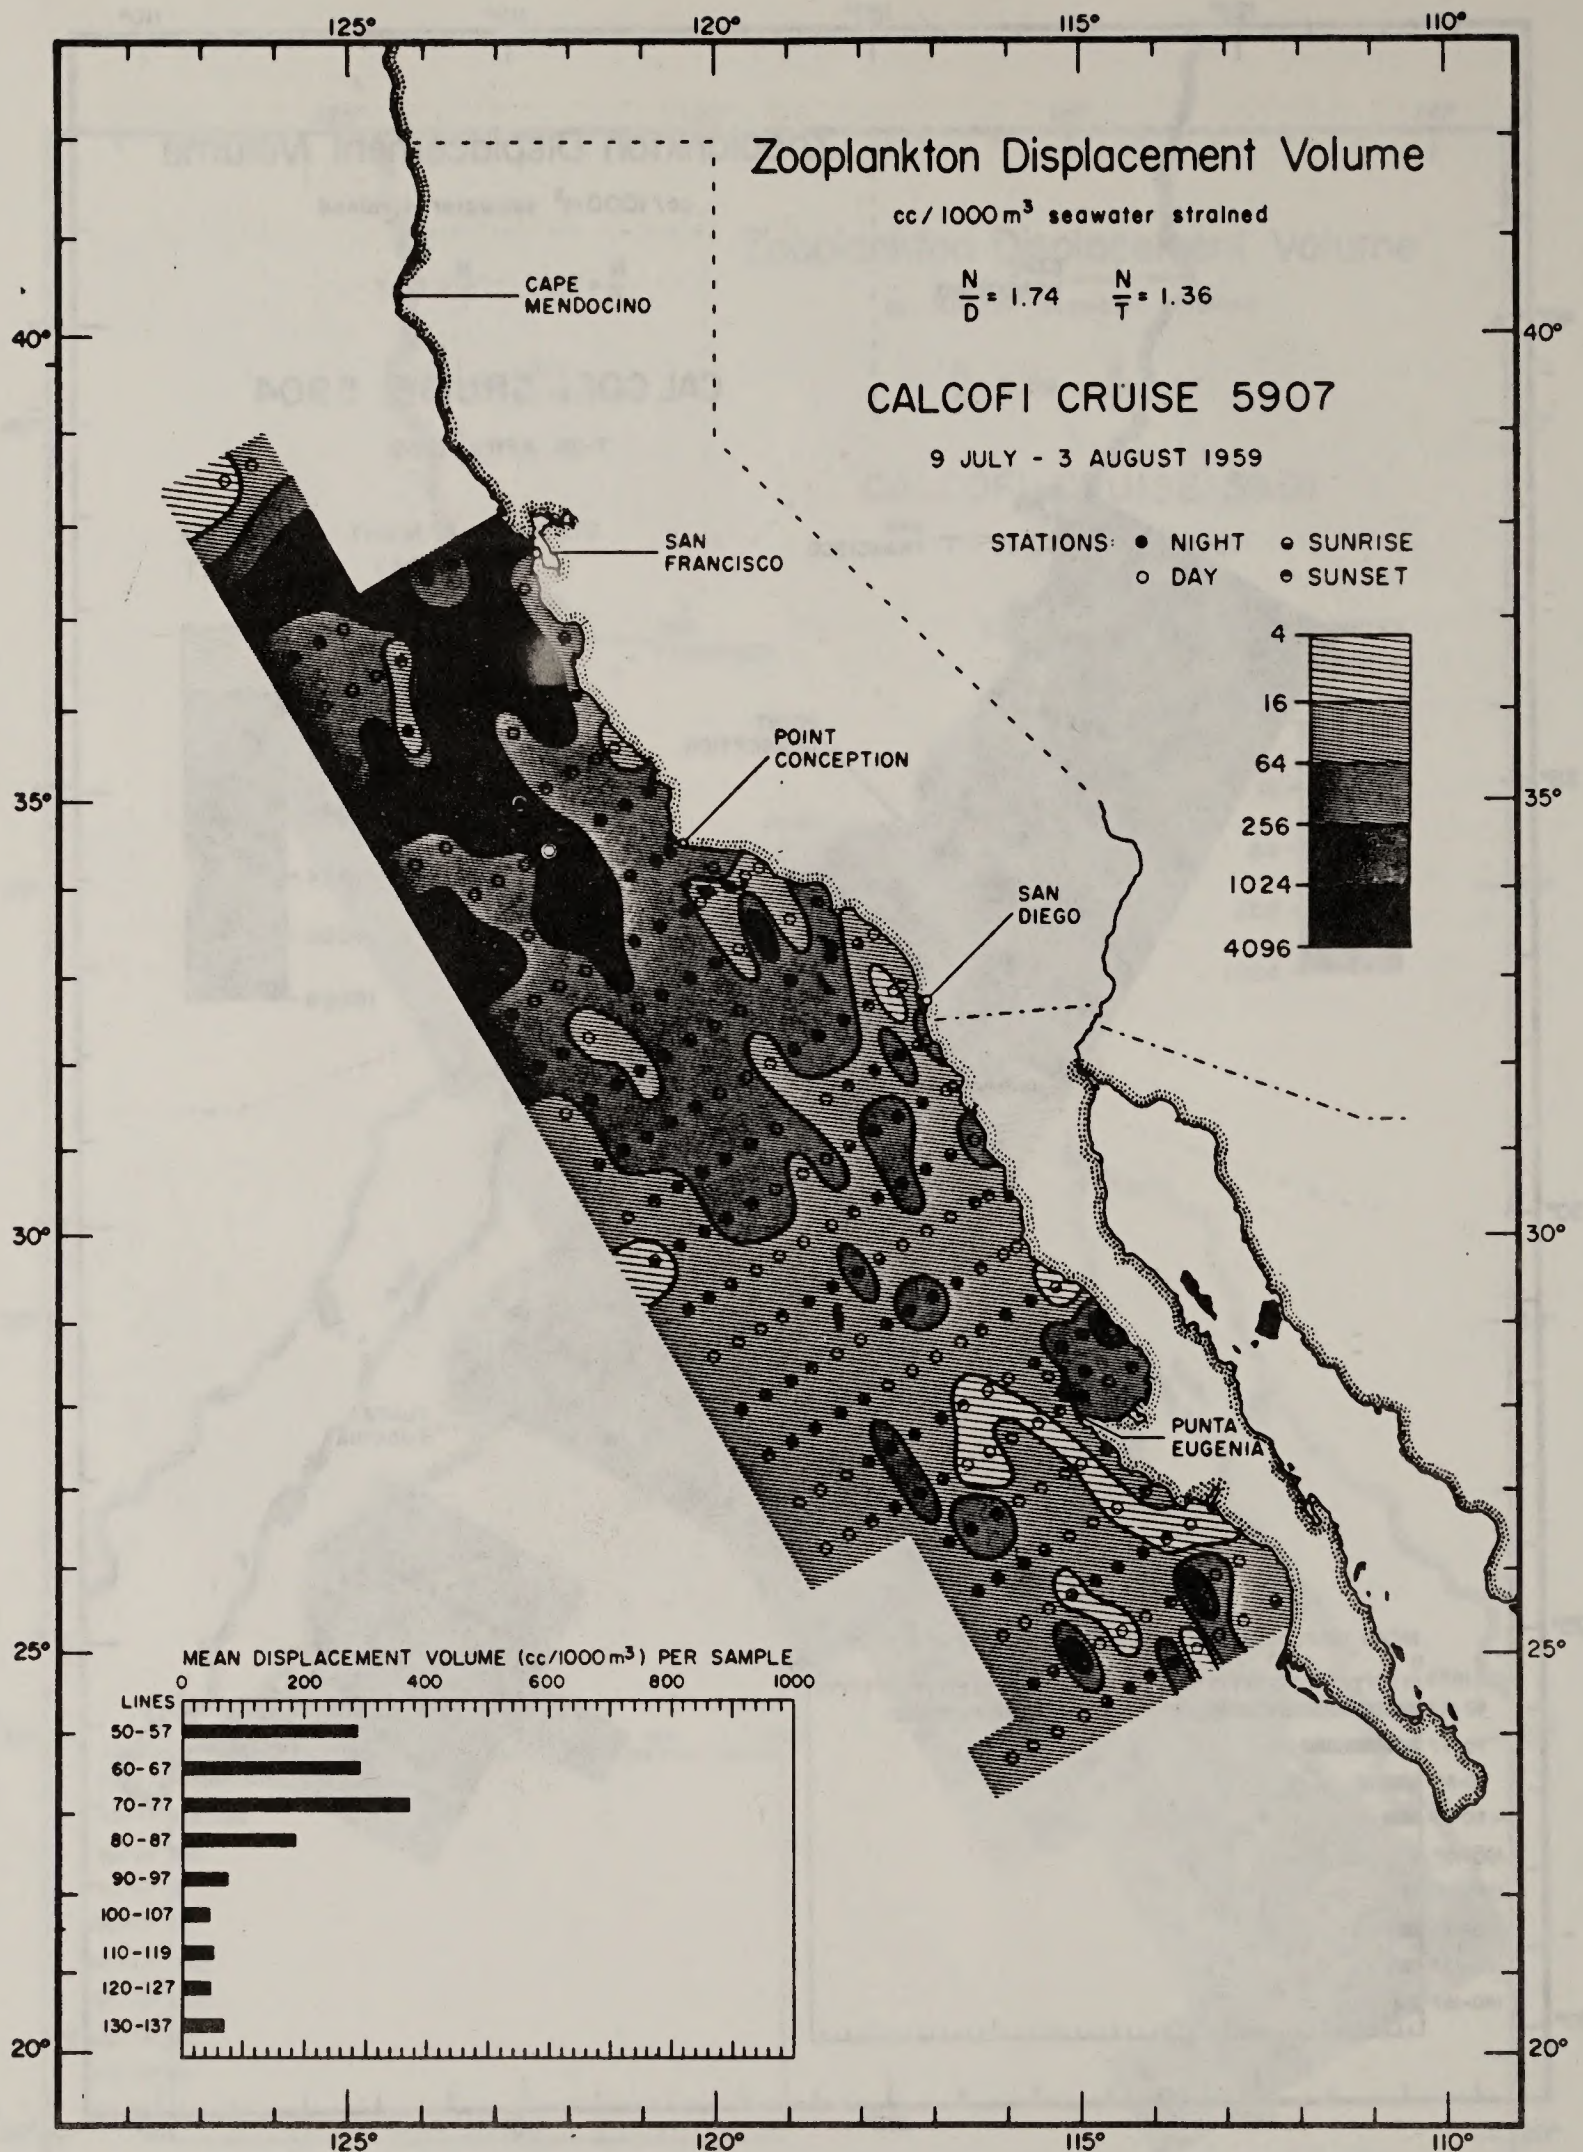 125° 120° 115° 110°
Zooplankton Displacement Volume
cc/1000m³ seawater strained
N/D = 1.74 N/T = 1.36
CAPE
MENDOCINO
40° 40°
CALCOFI CRUISE 5907
9 JULY - 3 AUGUST 1959
SAN
FRANCISCO
STATIONS: ● NIGHT ◒ SUNRISE
○ DAY ◓ SUNSET
4
16
64
256
1024
4096
POINT
CONCEPTION
35° 35°
SAN
DIEGO
30° 30°
PUNTA
EUGENIA
25° 25°
MEAN DISPLACEMENT VOLUME (cc/1000m³) PER SAMPLE
0 200 400 600 800 1000
LINES
50-57
60-67
70-77
80-87
90-97
100-107
110-119
120-127
130-137
20° 20°
125° 120° 115° 110°